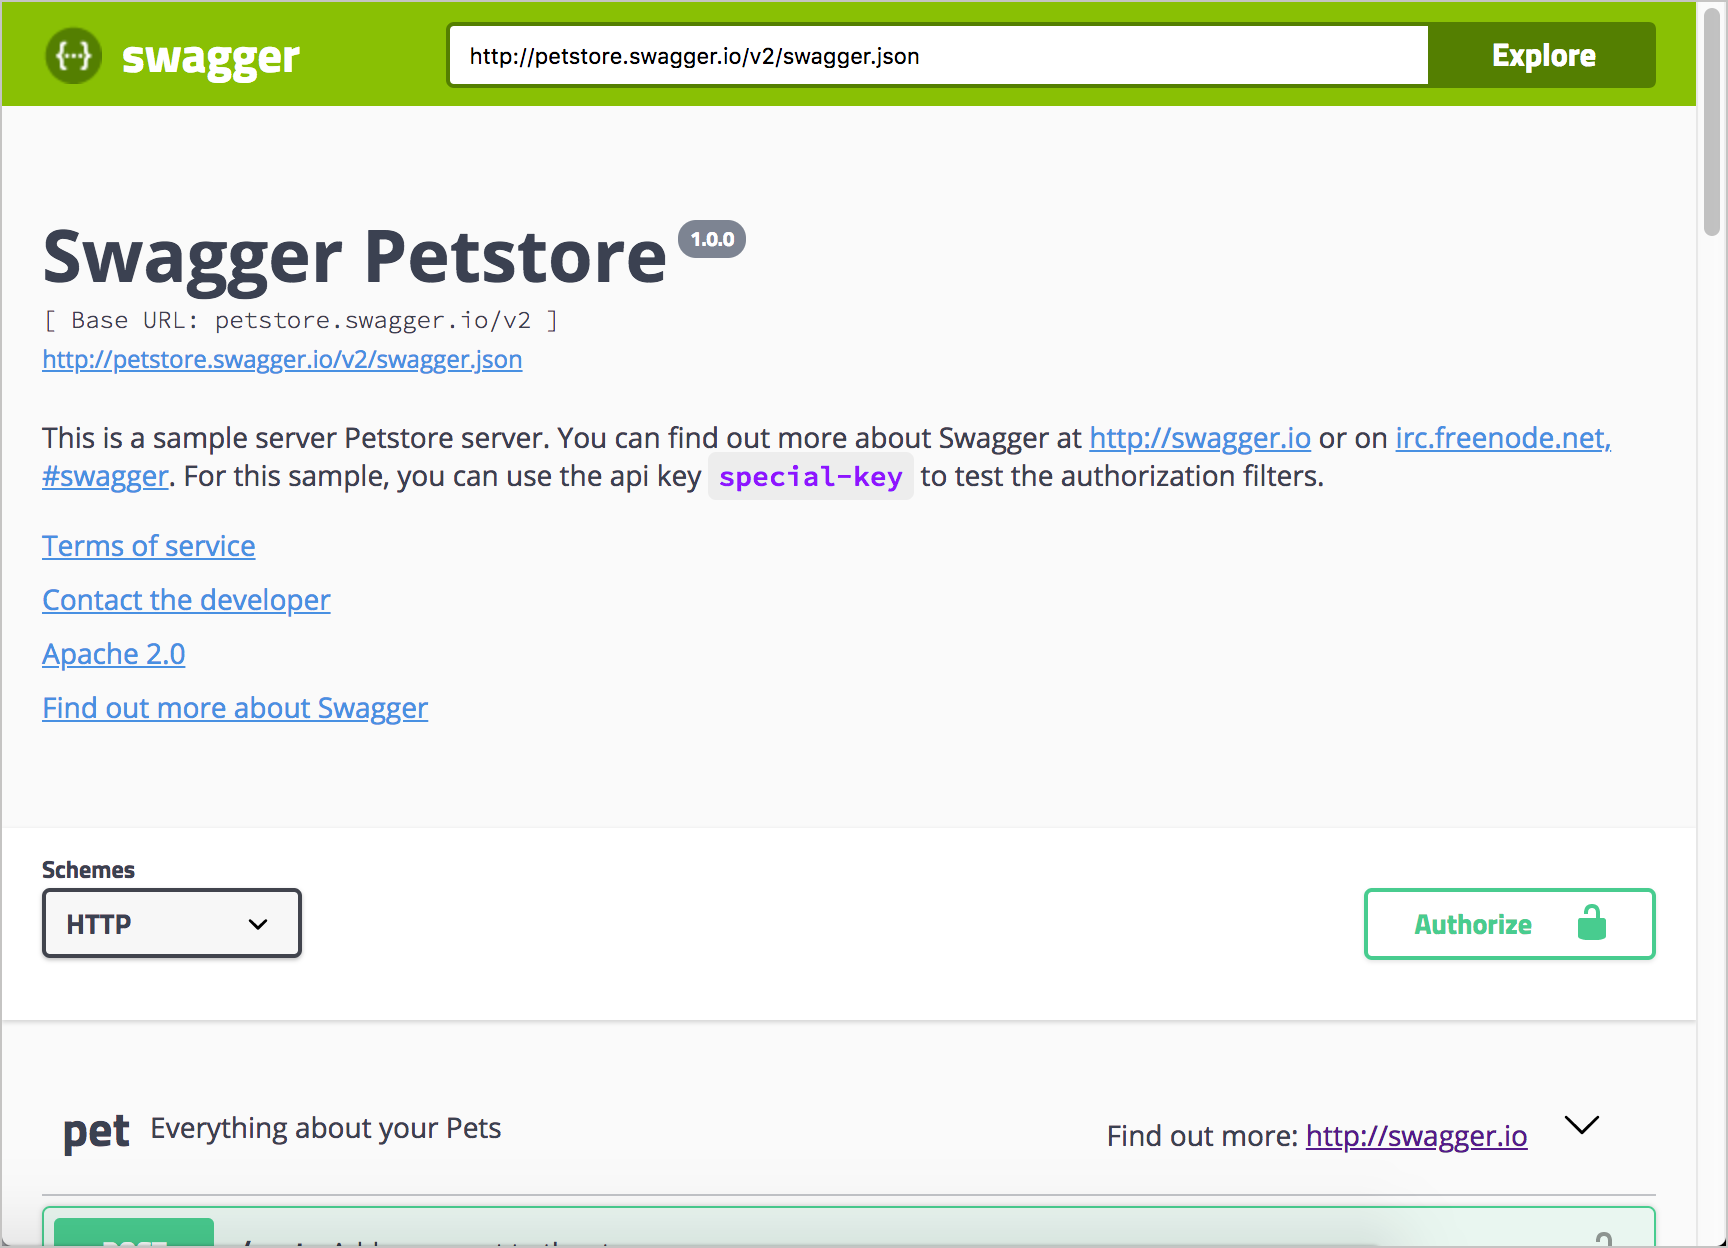 swagger
http://petstore.swagger.io/v2/swagger.json
Explore
Swagger Petstore 1.0.0
[ Base URL: petstore.swagger.io/v2 ]
http://petstore.swagger.io/v2/swagger.json
This is a sample server Petstore server. You can find out more about Swagger at http://swagger.io or on irc.freenode.net,
#swagger. For this sample, you can use the api key special-key to test the authorization filters.
Terms of service
Contact the developer
Apache 2.0
Find out more about Swagger
Schemes
HTTP
Authorize
pet Everything about your Pets
Find out more: http://swagger.io